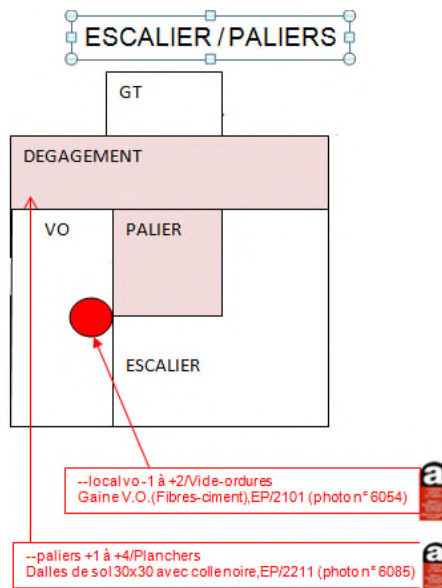 ESCALIER / PALIERS
GT
DEGAGEMENT
VO
PALIER
ESCALIER
--local vo -1 à +2/Vide-ordures
Gaine V.O.(Fibres-ciment),EP/2101 (photo n° 6054)
a
--paliers +1 à +4/Planchers
Dalles de sol 30x30 avec colle noire,EP/2211 (photo n° 6085)
a